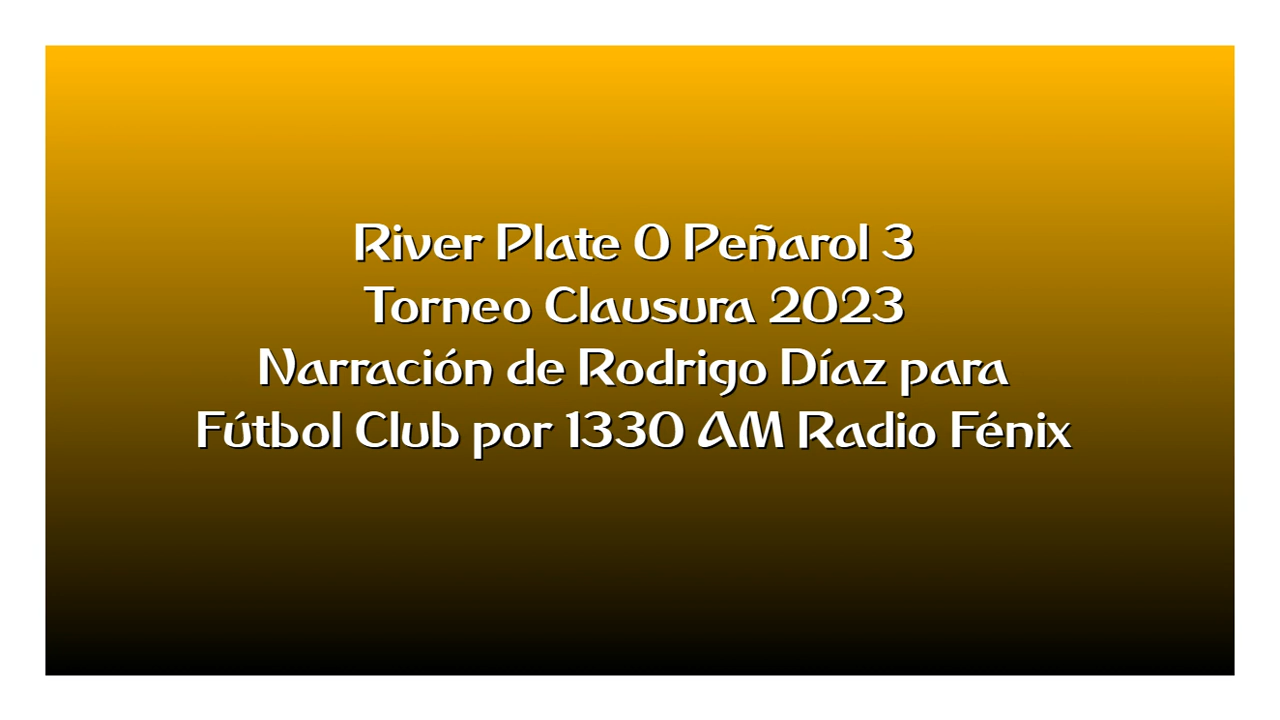 River Plate 0 Peñarol 3
Torneo Clausura 2023
Narración de Rodrigo Díaz para
Fútbol Club por 1330 AM Radio Fénix